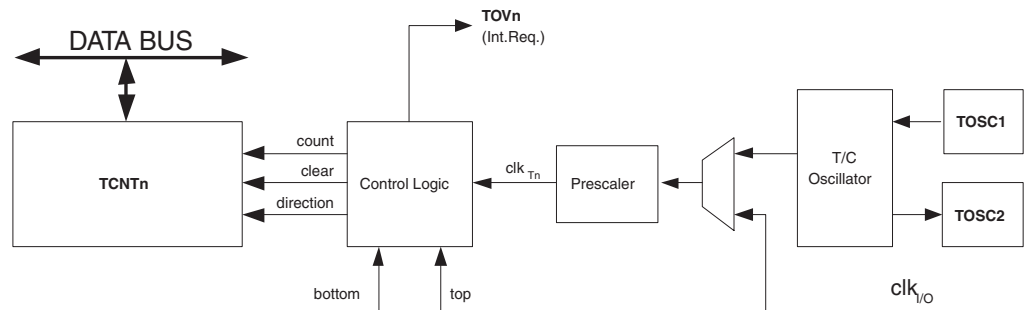 TOVn
(Int.Req.)
DATA BUS
TOSC1
count
TCNTn
clear
Control Logic
clk Tn
Prescaler
T/C
Oscillator
direction
TOSC2
bottom
top
clk I/O